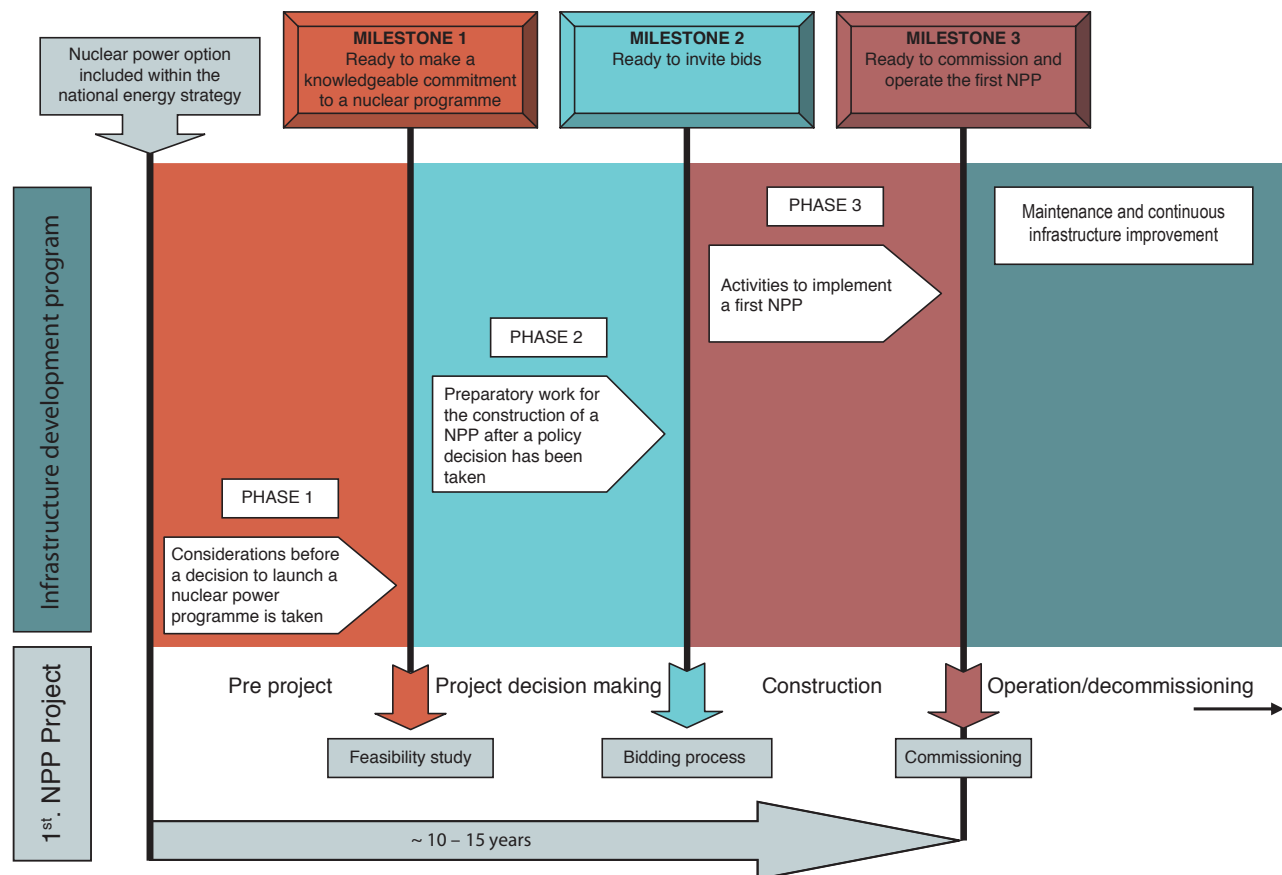 Nuclear power option
included within the
national energy strategy
MILESTONE 1
Ready to make a
knowledgeable commitment
to a nuclear programme
MILESTONE 2
Ready to invite bids
MILESTONE 3
Ready to commission and
operate the first NPP
Infrastructure development program
PHASE 1
Considerations before
a decision to launch a
nuclear power
programme is taken
PHASE 2
Preparatory work for
the construction of a
NPP after a policy
decision has been
taken
PHASE 3
Activities to implement
a first NPP
Maintenance and continuous
infrastructure improvement
1st. NPP Project
Pre project
Project decision making
Construction
Operation/decommissioning
Feasibility study
Bidding process
Commissioning
~ 10 – 15 years